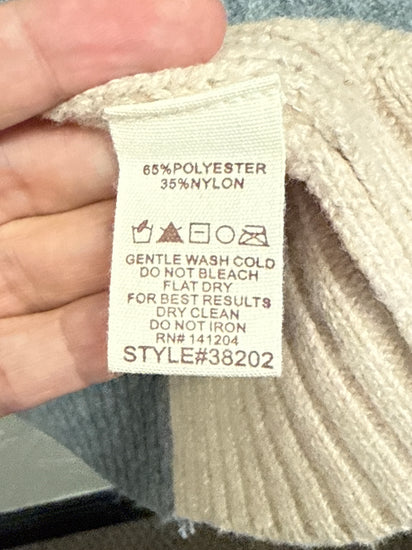 65%POLYESTER
35%NYLON
GENTLE WASH COLD
DO NOT BLEACH
FLAT DRY
FOR BEST RESULTS
DRY CLEAN
DO NOT IRON
RN# 141204
STYLE#38202